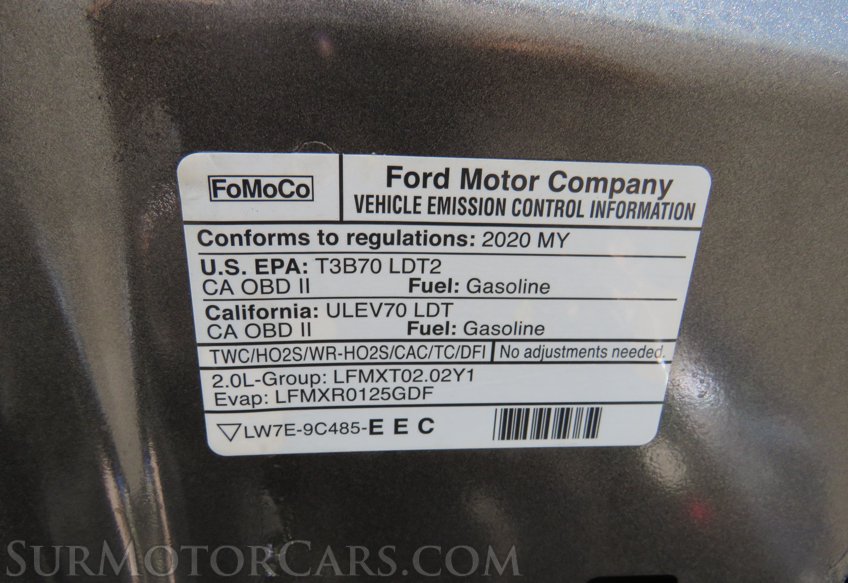 FoMoCo
Ford Motor Company
VEHICLE EMISSION CONTROL INFORMATION
Conforms to regulations: 2020 MY
U.S. EPA: T3B70 LDT2
CA OBD II Fuel: Gasoline
California: ULEV70 LDT
CA OBD II Fuel: Gasoline
TWC/HO2S/WR-HO2S/CAC/TC/DFI No adjustments needed.
2.0L-Group: LFMXT02.02Y1
Evap: LFMXR0125GDF
LW7E-9C485-E E C
SurMotorCars.com